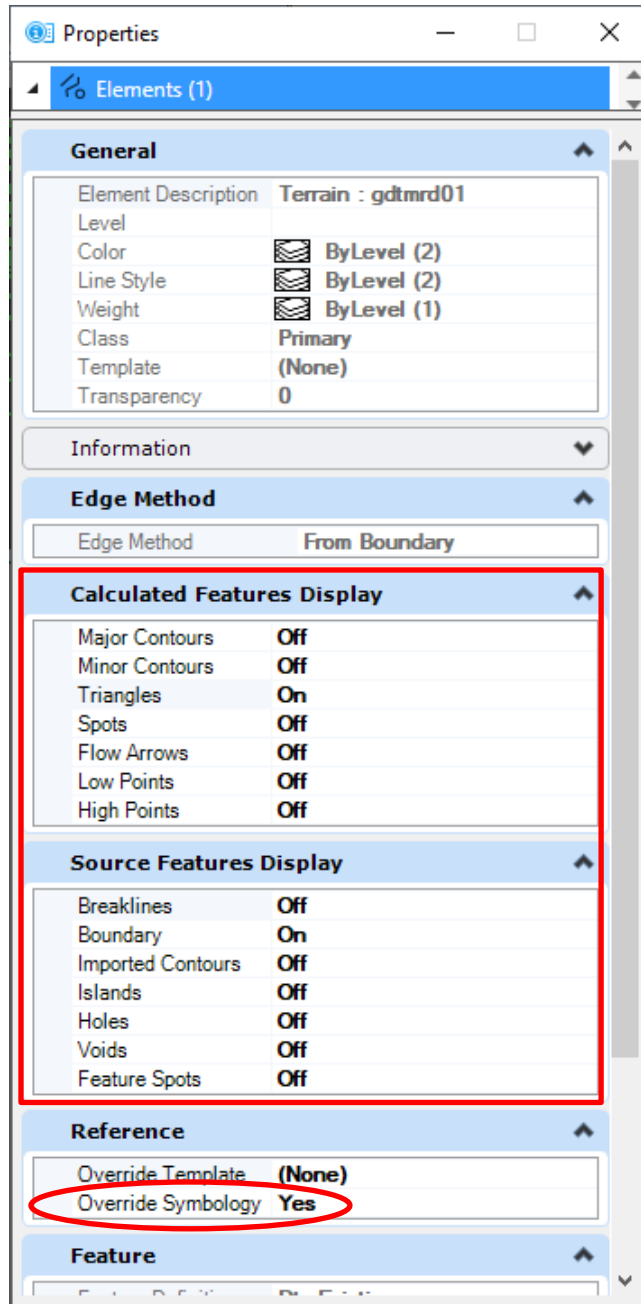 Properties
Elements (1)
General
Element Description Terrain : gdtmrd01
Level
Color ByLevel (2)
Line Style ByLevel (2)
Weight ByLevel (1)
Class Primary
Template (None)
Transparency 0
Information
Edge Method
Edge Method From Boundary
Calculated Features Display
Major Contours Off
Minor Contours Off
Triangles On
Spots Off
Flow Arrows Off
Low Points Off
High Points Off
Source Features Display
Breaklines Off
Boundary On
Imported Contours Off
Islands Off
Holes Off
Voids Off
Feature Spots Off
Reference
Override Template (None)
Override Symbology Yes
Feature